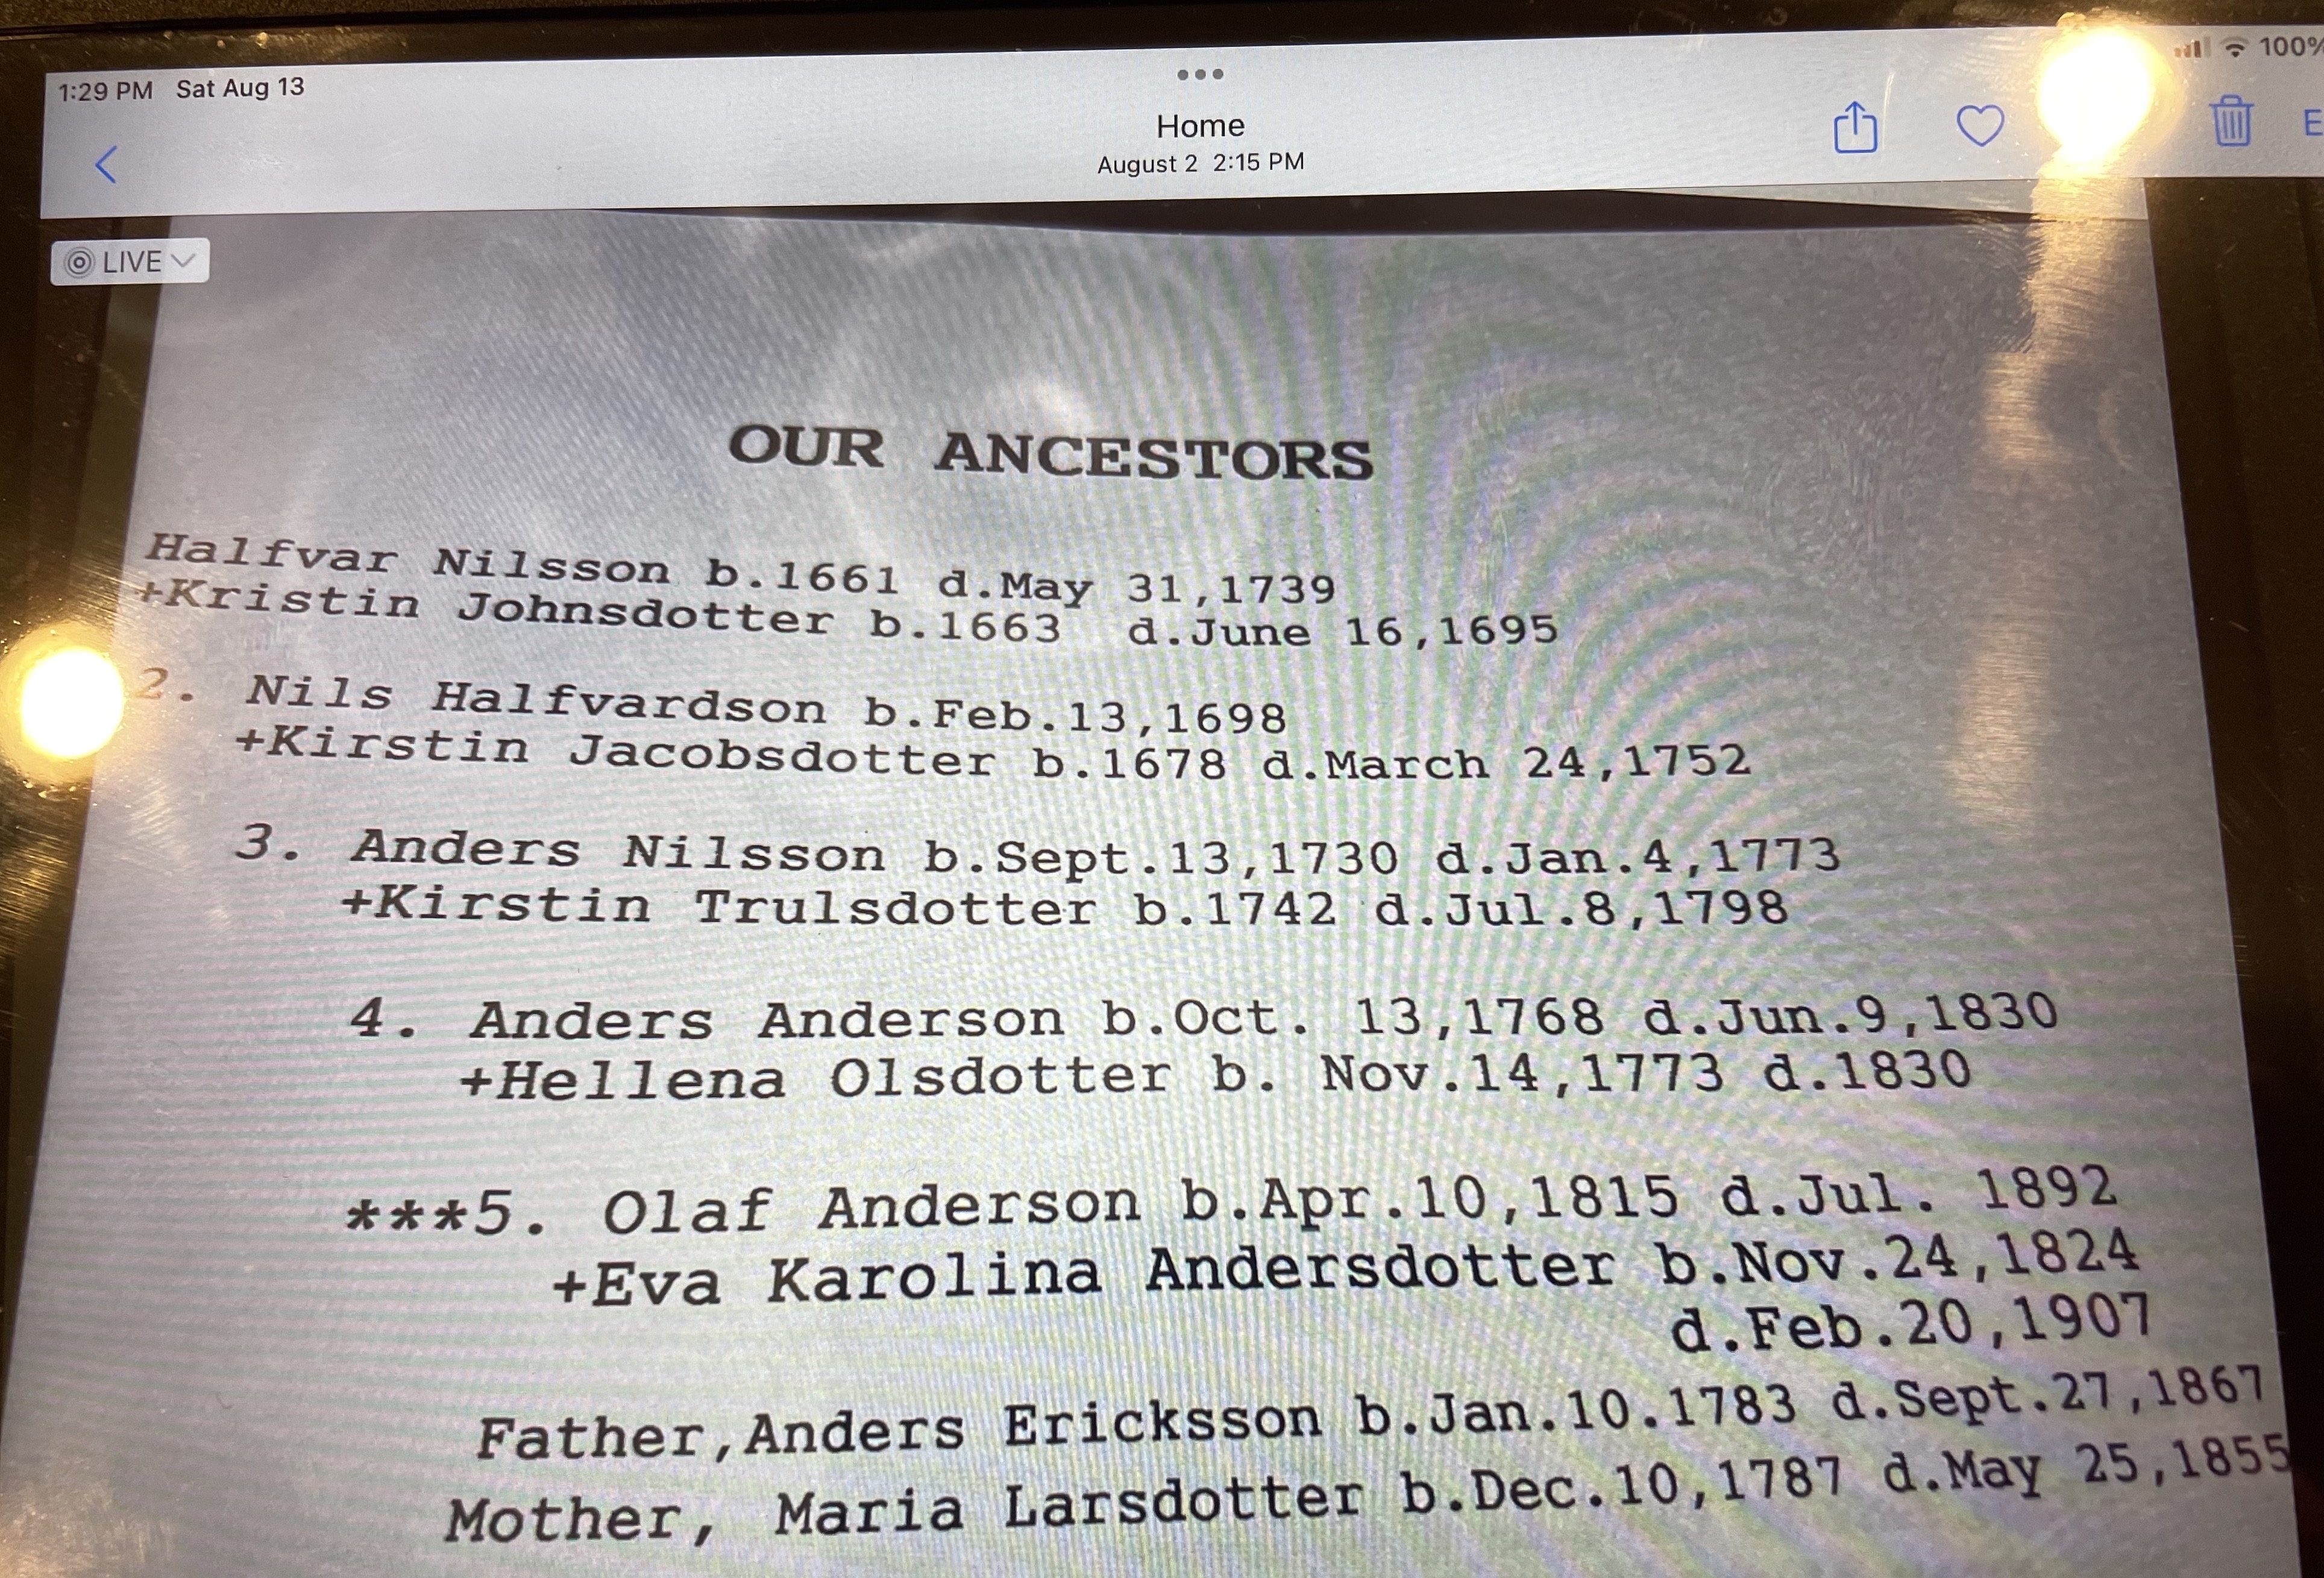 1:29 PM Sat Aug 13
100%
Home
August 2 2:15 PM
LIVE
OUR ANCESTORS
Halfvar Nilsson b.1661 d.May 31,1739
+Kristin Johnsdotter b.1663 d.June 16,1695
2. Nils Halfvardson b.Feb.13,1698
+Kirstin Jacobsdotter b.1678 d.March 24,1752
3. Anders Nilsson b.Sept.13,1730 d.Jan.4,1773
+Kirstin Trulsdotter b.1742 d.Jul.8,1798
4. Anders Anderson b.Oct. 13,1768 d.Jun.9,1830
+Hellena Olsdotter b. Nov.14,1773 d.1830
***5. Olaf Anderson b.Apr.10,1815 d.Jul. 1892
+Eva Karolina Andersdotter b.Nov.24,1824
d.Feb.20,1907
Father,Anders Ericksson b.Jan.10.1783 d.Sept.27,1867
Mother, Maria Larsdotter b.Dec.10,1787 d.May 25,1855